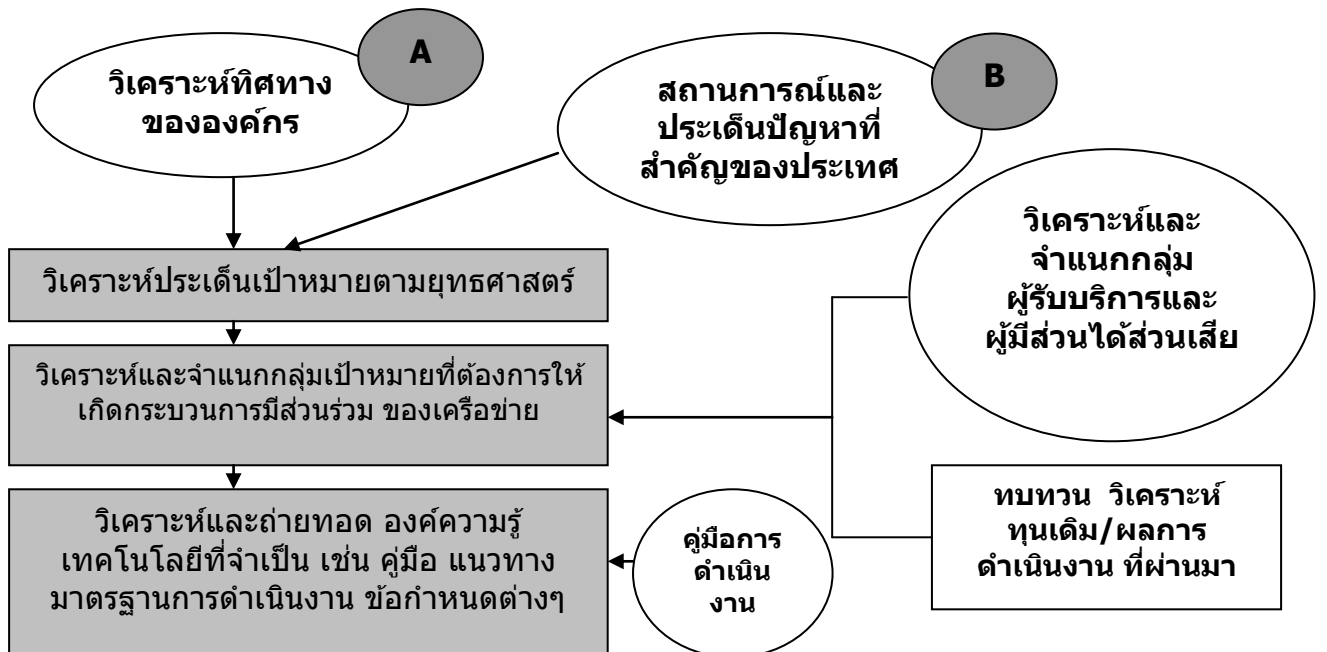 A
วิเคราะห์ทิศทาง
ขององค์กร
B
สถานการณ์และ
ประเด็นปัญหาที่
สำคัญของประเทศ
วิเคราะห์และ
จำแนกกลุ่ม
ผู้รับบริการและ
ผู้มีส่วนได้ส่วนเสีย
วิเคราะห์ประเด็นเป้าหมายตามยุทธศาสตร์
วิเคราะห์และจำแนกกลุ่มเป้าหมายที่ต้องการให้
เกิดกระบวนการมีส่วนร่วม ของเครือข่าย
วิเคราะห์และถ่ายทอด องค์ความรู้
เทคโนโลยีที่จำเป็น เช่น คู่มือ แนวทาง
มาตรฐานการดำเนินงาน ข้อกำหนดต่างๆ
คู่มือการ
ดำเนิน
งาน
ทบทวน วิเคราะห์
ทุนเดิม/ผลการ
ดำเนินงาน ที่ผ่านมา